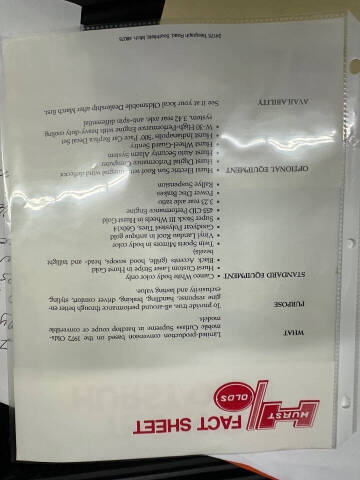 FACT SHEET
HURST
OLDS
WHAT
Limited-production conversion based on the 1972 Olds-
mobile Cutlass Supreme in hardtop coupe or convertible
models
PURPOSE
To provide true, all-around performance through better en-
gine response, handling, braking, driver comfort, styling,
exclusivity and lasting value.
STANDARD EQUIPMENT
Cameo White body color only
• Hurst Custom Laser Stripe in Hurst Gold
• Black Accents (grille, hood scoops, head- and taillight
bezels)
Twin Sports Mirrors in body color
Vinyl Landau Roof in antique gold
Goodyear Polysteel Tires, G60x14
Super Stock III Wheels in Hurst Gold
455 CID Performance Engine
3.23 rear axle ratio
Power Disc Brakes
Rallye Suspension
OPTIONAL EQUIPMENT
Hurst Electric Sun Roof with integral wind deflector
Hurst Digital Performance Computer
• Hurst Auto Security Alarm System
• Hurst Wheel-Guard Sentry
• Hurst Indianapolis '500' Pace Car Replica Decal Set
• W-30 High-Performance Engine with heavy-duty cooling
system, 3.42 rear axle, anti-spin differential
AVAILABILITY
See it at your local Oldsmobile Dealership after March first.
24175 Telegraph Road, Southfield, Mich. 48075